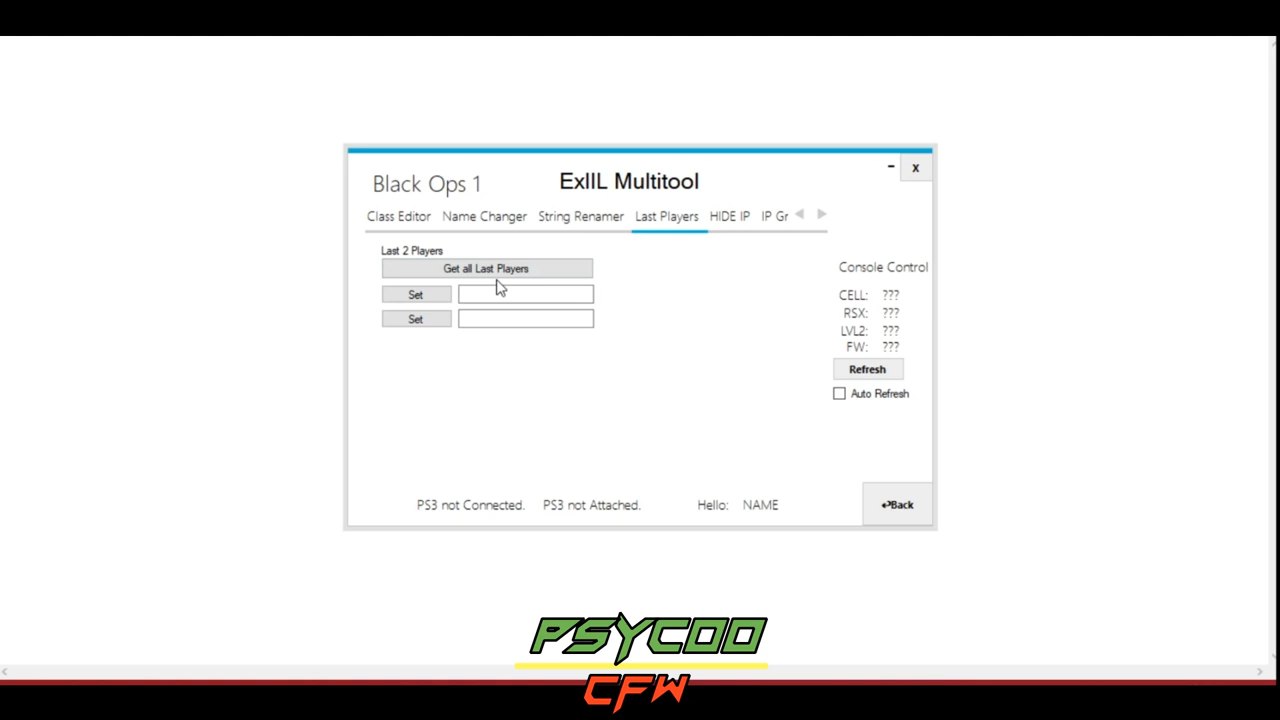 Black Ops 1
ExIIL Multitool
- x
Class Editor Name Changer String Renamer Last Players HIDE IP IP Gr
Last 2 Players
Get all Last Players
Set
Set
Console Control
CELL: ???
RSX: ???
LVL2: ???
FW: ???
Refresh
Auto Refresh
PS3 not Connected. PS3 not Attached. Hello: NAME
Back
PSYCOO
CFW